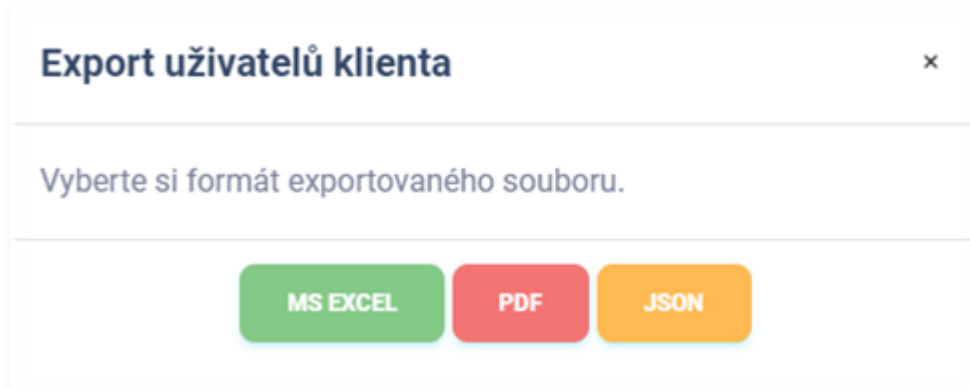 Export uživatelů klienta ×
Vyberte si formát exportovaného souboru.
MS EXCEL PDF JSON